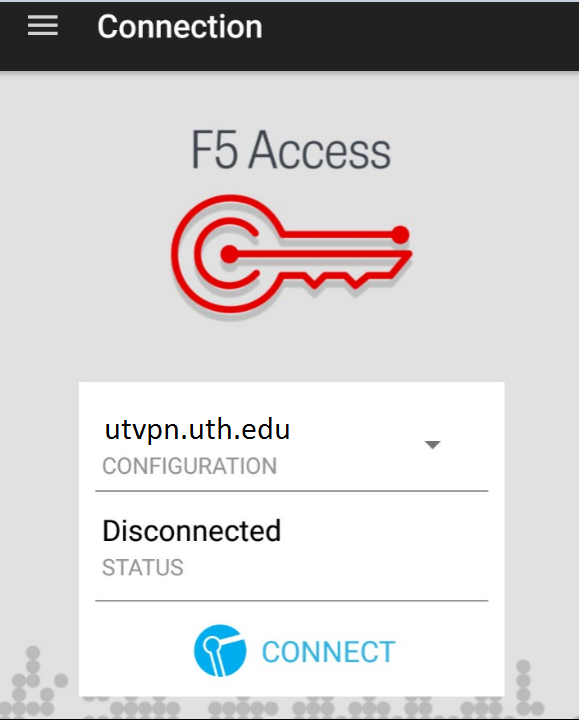 Connection
F5 Access
utvpn.uth.edu
CONFIGURATION
Disconnected
STATUS
CONNECT